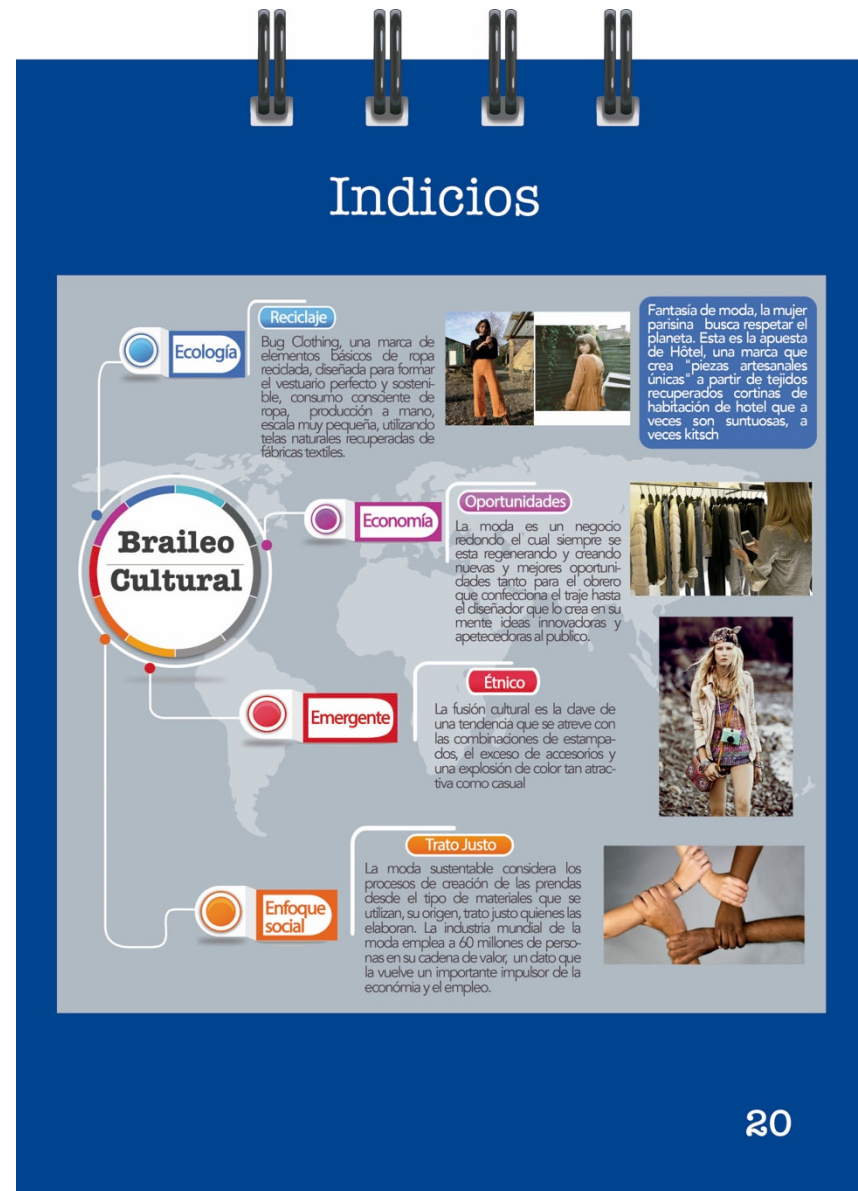 Indicios
Ecología
Reciclaje
Bug Clothing, una marca de
elementos básicos de ropa
reciclada, diseñada para formar
el vestuario perfecto y sosteni-
ble, consumo consciente de
ropa, producción a mano,
escala muy pequeña, utilizando
telas naturales recuperadas de
fábricas textiles.
Fantasía de moda, la mujer
parisina busca respetar el
planeta. Esta es la apuesta
de Hôtel, una marca que
crea "piezas artesanales
únicas" a partir de tejidos
recuperados cortinas de
habitación de hotel que a
veces son suntuosas, a
veces kitsch
Braileo
Cultural
Economía
Oportunidades
La moda es un negocio
redondo el cual siempre se
esta regenerando y creando
nuevas y mejores oportuni-
dades tanto para el obrero
que confecciona el traje hasta
el diseñador que lo crea en su
mente ideas innovadoras y
apetecedoras al publico.
Emergente
Étnico
La fusión cultural es la clave de
una tendencia que se atreve con
las combinaciones de estampa-
dos, el exceso de accesorios y
una explosión de color tan atrac-
tiva como casual
Enfoque
social
Trato Justo
La moda sustentable considera los
procesos de creación de las prendas
desde el tipo de materiales que se
utilizan, su origen, trato justo quienes las
elaboran. La industria mundial de la
moda emplea a 60 millones de perso-
nas en su cadena de valor, un dato que
la vuelve un importante impulsor de la
económia y el empleo.
20